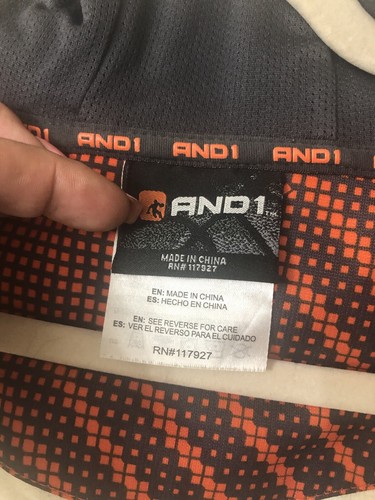 AND1 AND1 AND1 AND1
AND1™
MADE IN CHINA
RN# 117927
EN: MADE IN CHINA
ES: HECHO EN CHINA
EN: SEE REVERSE FOR CARE
ES: VER EL REVERSO PARA EL CUIDADO
RN#117927